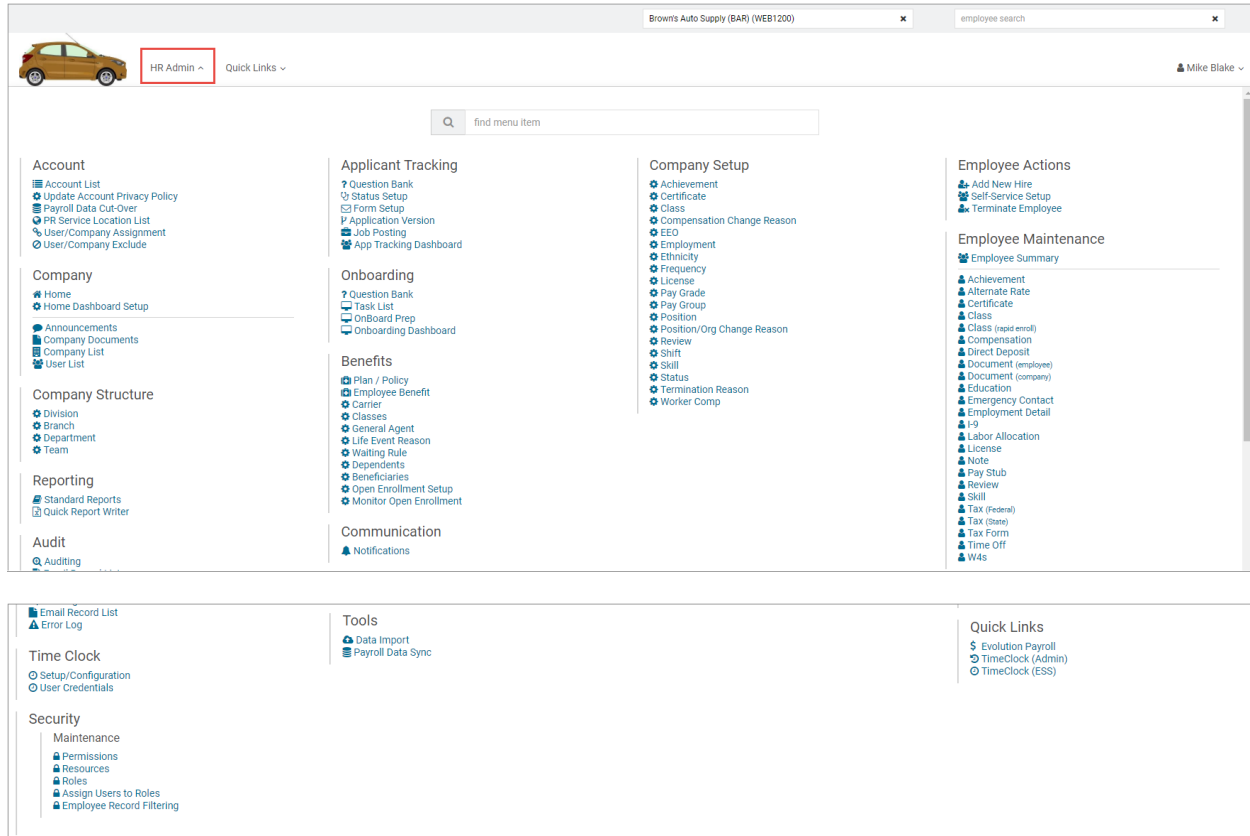 Brown's Auto Supply (BAR) (WEB1200)
employee search
HR Admin
Quick Links
Mike Blake
find menu item
Account
Account List
Update Account Privacy Policy
Payroll Data Cut-Over
PR Service-Location List
User/Company Assignment
User/Company Exclude
Company
Home
Home Dashboard Setup
Announcements
Company Documents
Company List
User List
Company Structure
Division
Branch
Department
Team
Reporting
Standard Reports
Quick Report Writer
Audit
Auditing
Applicant Tracking
Question Bank
Status Setup
Form Setup
Application Version
Job Posting
App Tracking Dashboard
Onboarding
Question Bank
Task List
OnBoard Prep
Onboarding Dashboard
Benefits
Plan / Policy
Employee Benefit
Carrier
Classes
General Agent
Life Event Reason
Waiting Rule
Dependents
Beneficiaries
Open Enrollment Setup
Monitor Open Enrollment
Communication
Notifications
Company Setup
Achievement
Certificate
Class
Compensation Change Reason
EEO
Employment
Ethnicity
Frequency
License
Pay Grade
Pay Group
Position
Position/Org Change Reason
Review
Shift
Skill
Status
Termination Reason
Worker Comp
Employee Actions
Add New Hire
Self-Service Setup
Terminate Employee
Employee Maintenance
Employee Summary
Achievement
Alternate Rate
Certificate
Class
Class (rapid enroll)
Compensation
Direct Deposit
Document (employee)
Document (company)
Education
Emergency Contact
Employment Detail
I-9
Labor Allocation
License
Note
Pay Stub
Review
Skill
Tax (Federal)
Tax (State)
Tax Form
Time Off
W4s
Email Record List
Error Log
Time Clock
Setup/Configuration
User Credentials
Security
Maintenance
Permissions
Resources
Roles
Assign Users to Roles
Employee Record Filtering
Tools
Data Import
Payroll Data Sync
Quick Links
Evolution Payroll
TimeClock (Admin)
TimeClock (ESS)